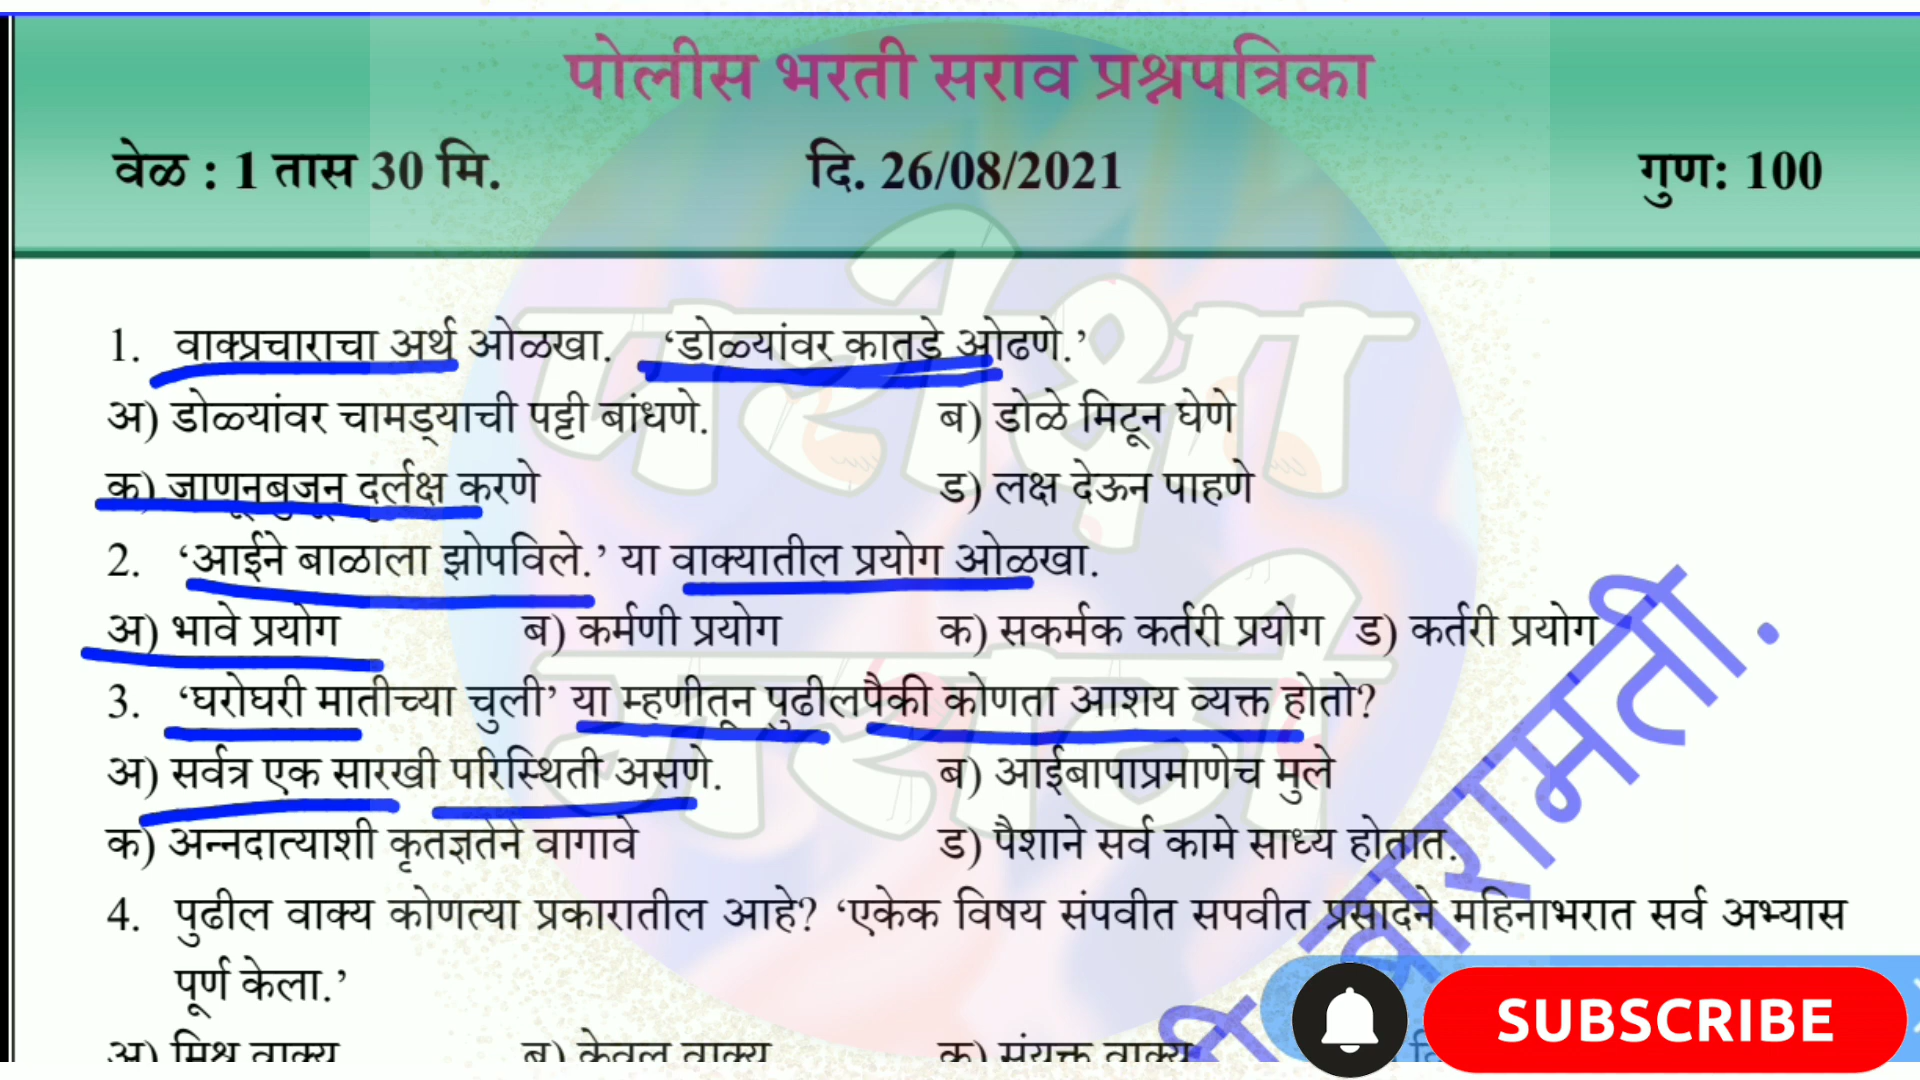 पोलीस भरती सराव प्रश्नपत्रिका
वेळ : 1 तास 30 मि. दि. 26/08/2021 गुण: 100
1. वाक्प्रचाराचा अर्थ ओळखा. ‘डोळ्यांवर कातडे ओढणे.’
अ) डोळ्यांवर चामड्याची पट्टी बांधणे. ब) डोळे मिटून घेणे
क) जाणूनबुजून दुर्लक्ष करणे ड) लक्ष देऊन पाहणे
2. ‘आईने बाळाला झोपविले.’ या वाक्यातील प्रयोग ओळखा.
अ) भावे प्रयोग ब) कर्मणी प्रयोग क) सकर्मक कर्तरी प्रयोग ड) कर्तरी प्रयोग
3. ‘घरोघरी मातीच्या चुली’ या म्हणीतून पुढीलपैकी कोणता आशय व्यक्त होतो?
अ) सर्वत्र एक सारखी परिस्थिती असणे. ब) आईबापाप्रमाणेच मुले
क) अन्नदात्याशी कृतज्ञतेने वागावे ड) पैशाने सर्व कामे साध्य होतात.
4. पुढील वाक्य कोणत्या प्रकारातील आहे? ‘एकेक विषय संपवीत सपवीत प्रसादने महिनाभरात सर्व अभ्यास
पूर्ण केला.’
अ) मिश्र वाक्य ब) केवल वाक्य क) संयुक्त वाक्य
परीक्षा
मराठी
बारामती.
SUBSCRIBE